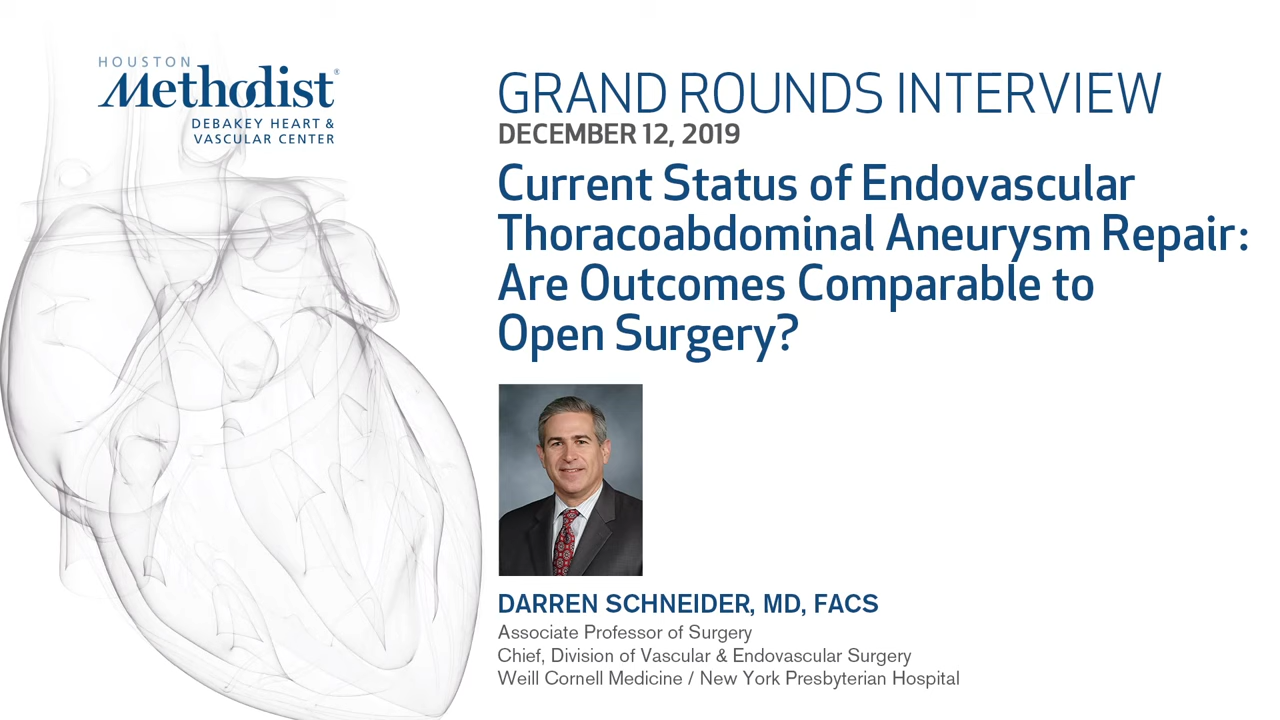 HOUSTON
Methodist®
DEBAKEY HEART &
VASCULAR CENTER
GRAND ROUNDS INTERVIEW
DECEMBER 12, 2019
Current Status of Endovascular
Thoracoabdominal Aneurysm Repair:
Are Outcomes Comparable to
Open Surgery?
DARREN SCHNEIDER, MD, FACS
Associate Professor of Surgery
Chief, Division of Vascular & Endovascular Surgery
Weill Cornell Medicine / New York Presbyterian Hospital